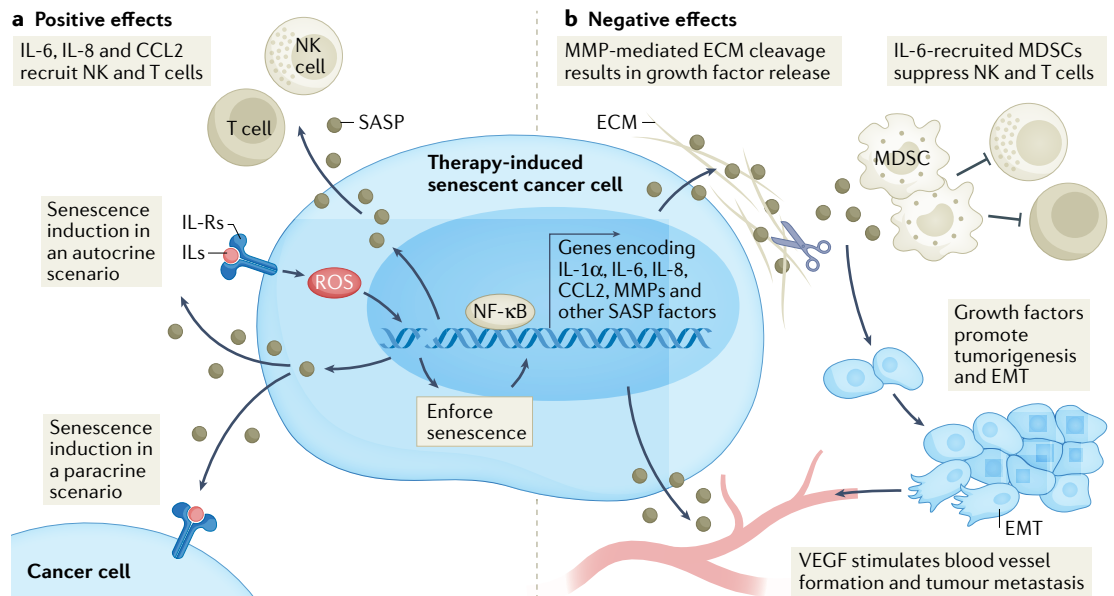 a Positive effects
IL-6, IL-8 and CCL2
recruit NK and T cells
NK
cell
T cell
SASP
Therapy-induced
senescent cancer cell
Senescence
induction in
an autocrine
scenario
IL-Rs
ILs
ROS
NF-κB
Genes encoding
IL-1α, IL-6, IL-8,
CCL2, MMPs and
other SASP factors
Enforce
senescence
Senescence
induction in
a paracrine
scenario
Cancer cell
b Negative effects
MMP-mediated ECM cleavage
results in growth factor release
IL-6-recruited MDSCs
suppress NK and T cells
ECM
MDSC
Growth factors
promote
tumorigenesis
and EMT
EMT
VEGF stimulates blood vessel
formation and tumour metastasis